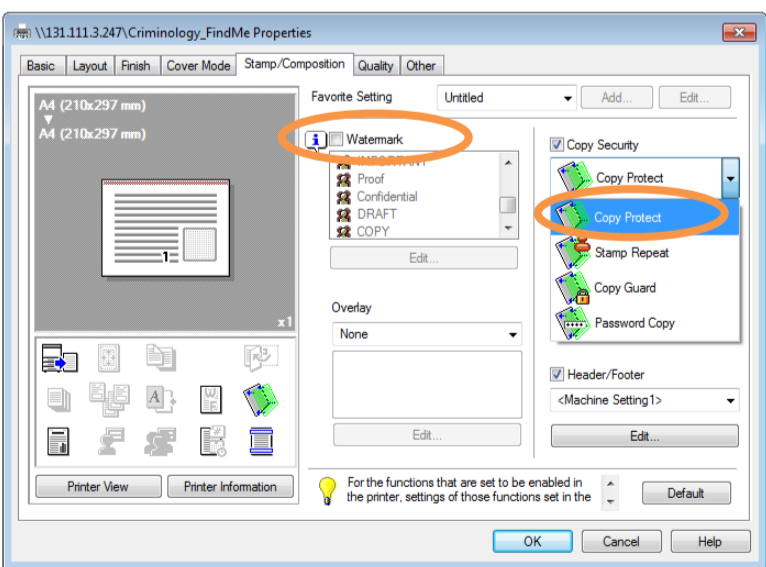 \\131.111.3.247\Criminology_FindMe Properties
Basic Layout Finish Cover Mode Stamp/Composition Quality Other
A4 (210x297 mm)
A4 (210x297 mm)
1
x1
Printer View Printer Information
Favorite Setting Untitled Add... Edit...
Watermark
IMPORTANT
Proof
Confidential
DRAFT
COPY
Edit...
Overlay
None
Edit...
Copy Security
Copy Protect
Copy Protect
Stamp Repeat
Copy Guard
Password Copy
Header/Footer
<Machine Setting1>
Edit...
For the functions that are set to be enabled in
the printer, settings of those functions set in the
Default
OK Cancel Help